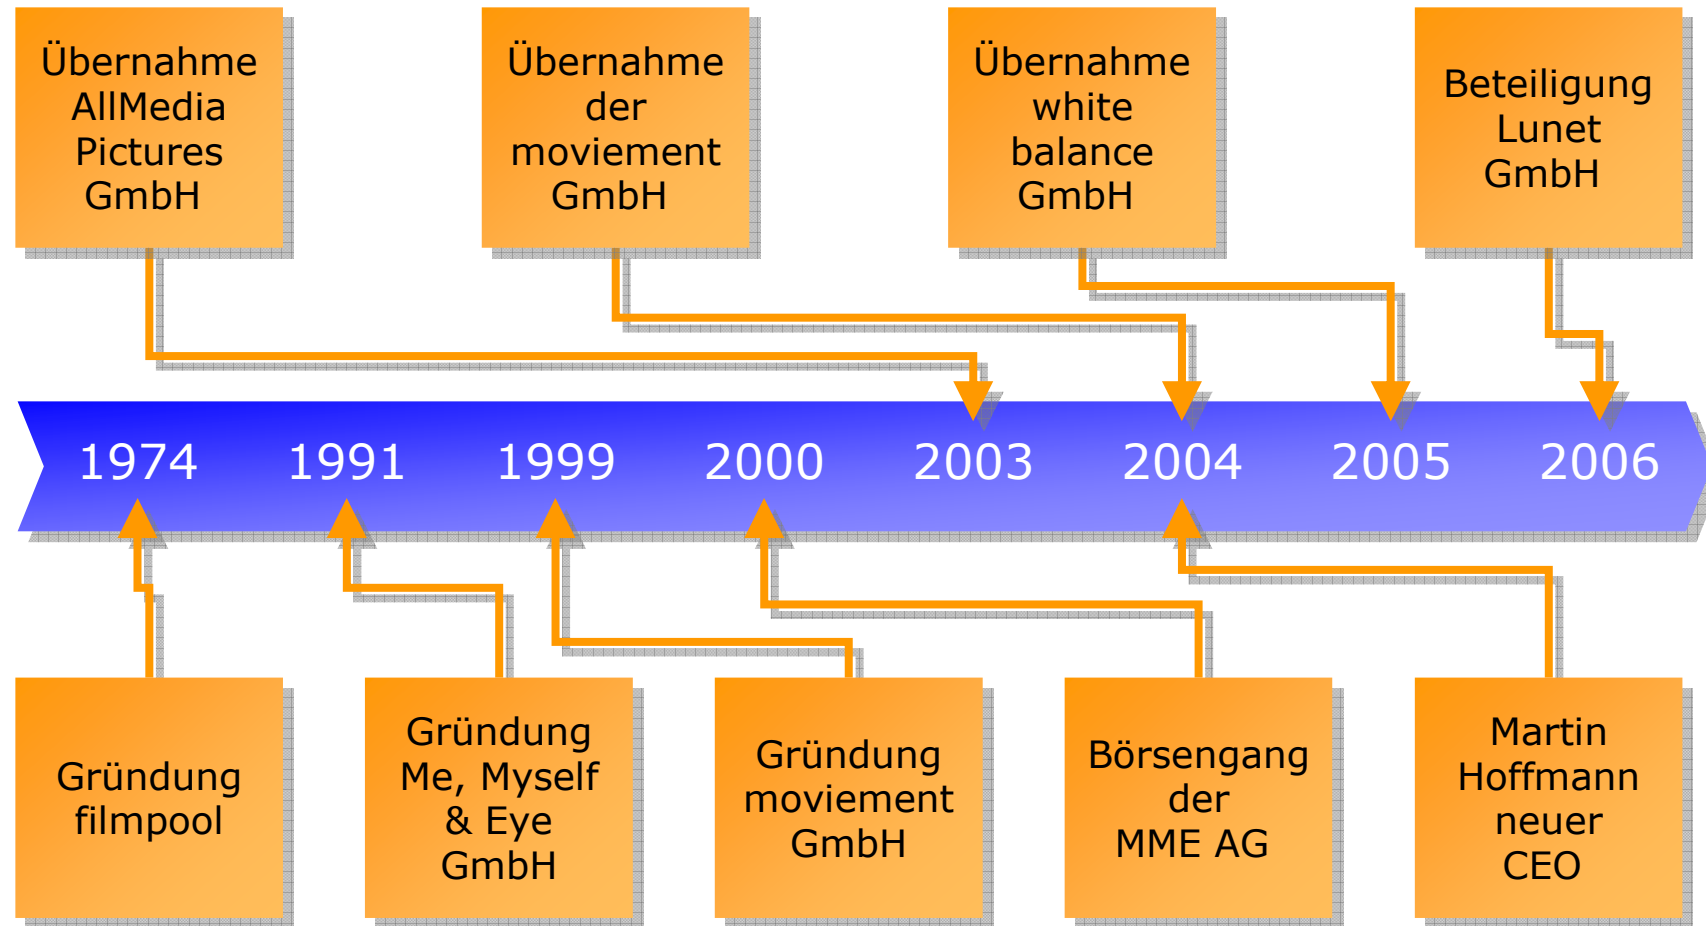 Übernahme
AllMedia
Pictures
GmbH
Übernahme
der
moviement
GmbH
Übernahme
white
balance
GmbH
Beteiligung
Lunet
GmbH
1974 1991 1999 2000 2003 2004 2005 2006
Gründung
filmpool
Gründung
Me, Myself
& Eye
GmbH
Gründung
moviement
GmbH
Börsengang
der
MME AG
Martin
Hoffmann
neuer
CEO